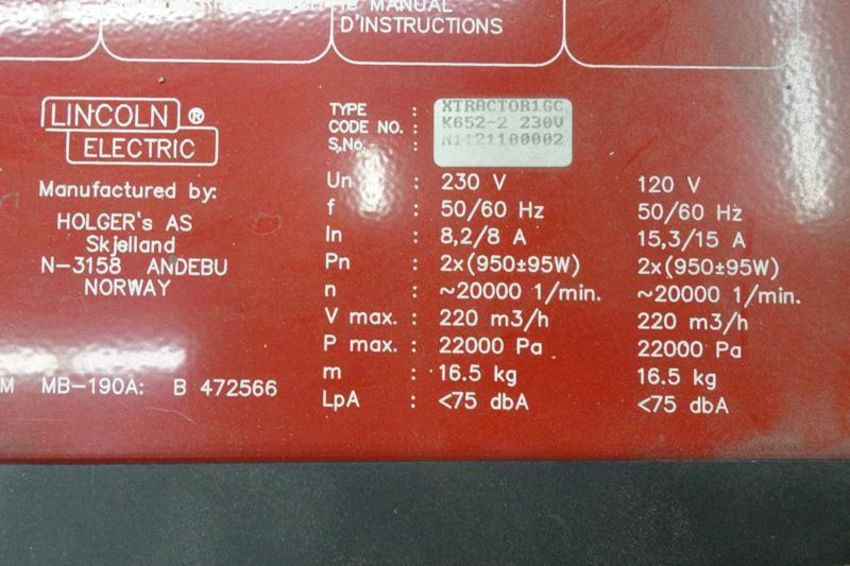 MANUAL
D'INSTRUCTIONS
LINCOLN ®
ELECTRIC
Manufactured by:
HOLGER's AS
Skjelland
N-3158 ANDEBU
NORWAY
M MB-190A: B 472566
TYPE : XTRACTOR1GC
CODE NO. : K652-2 230V
S.No. : N1121100002
Un : 230 V 120 V
f : 50/60 Hz 50/60 Hz
In : 8,2/8 A 15,3/15 A
Pn : 2x(950±95W) 2x(950±95W)
n : ~20000 1/min. ~20000 1/min.
V max. : 220 m3/h 220 m3/h
P max. : 22000 Pa 22000 Pa
m : 16.5 kg 16.5 kg
LpA : <75 dbA <75 dbA